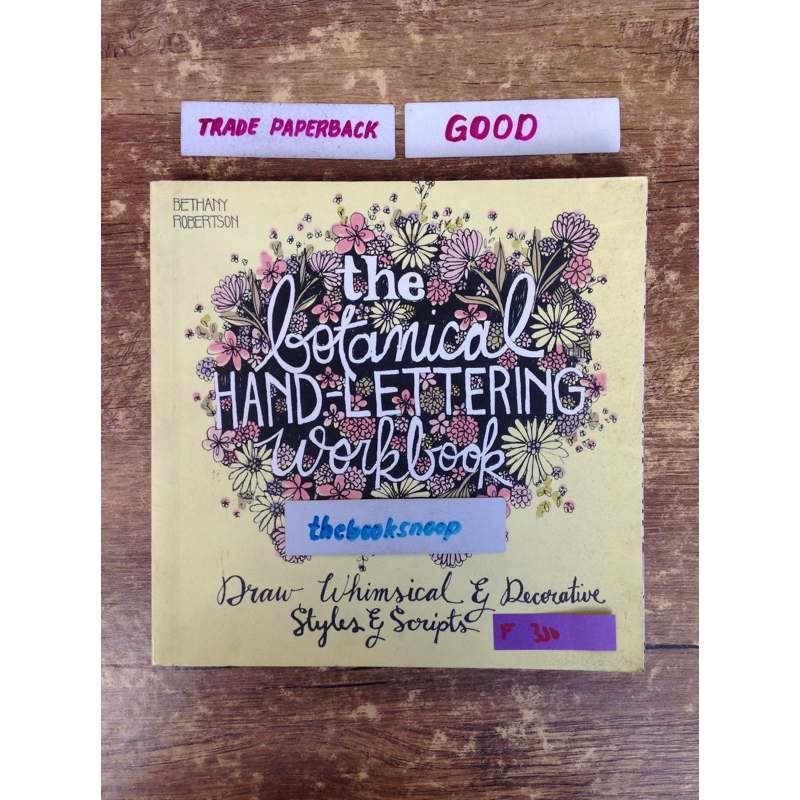 TRADE PAPERBACK
GOOD
BETHANY
ROBERTSON
the
botanical
HAND-LETTERING
workbook
thebooksnoop
Draw Whimsical & Decorative
Styles & Scripts
F